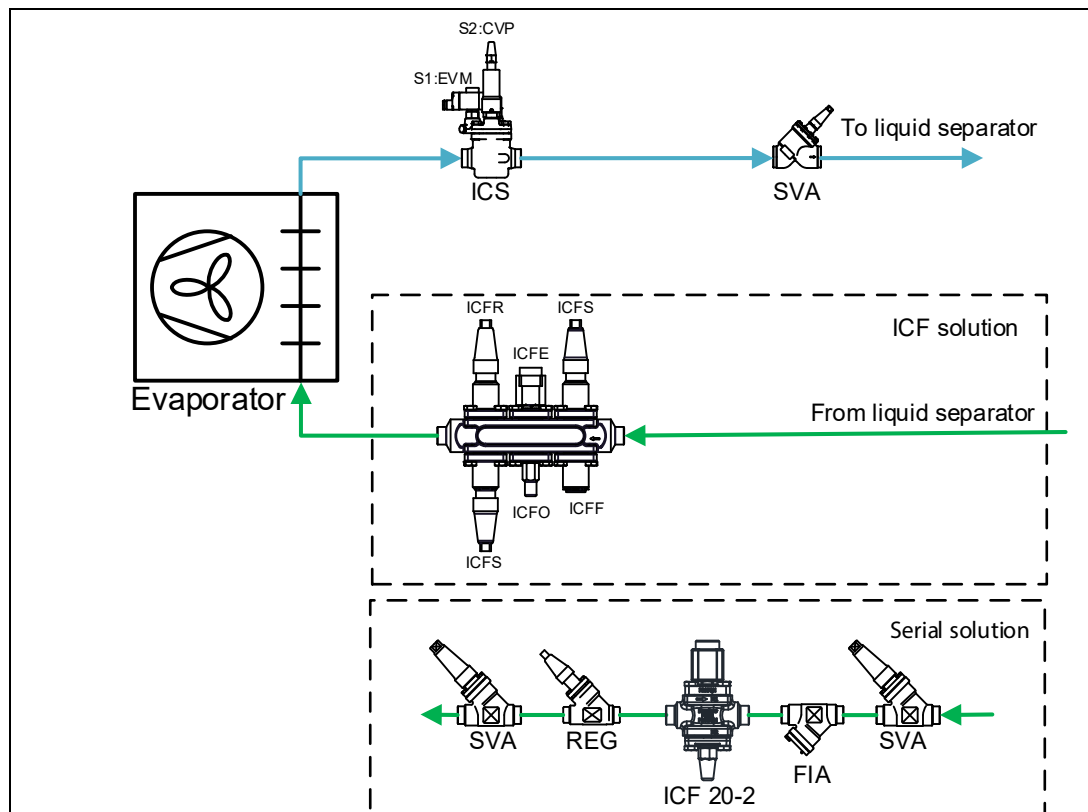 S2:CVP
S1:EVM
To liquid separator
ICS
SVA
ICFR
ICFS
ICF solution
ICFE
Evaporator
From liquid separator
ICFO
ICFF
ICFS
Serial solution
SVA
REG
SVA
FIA
ICF 20-2